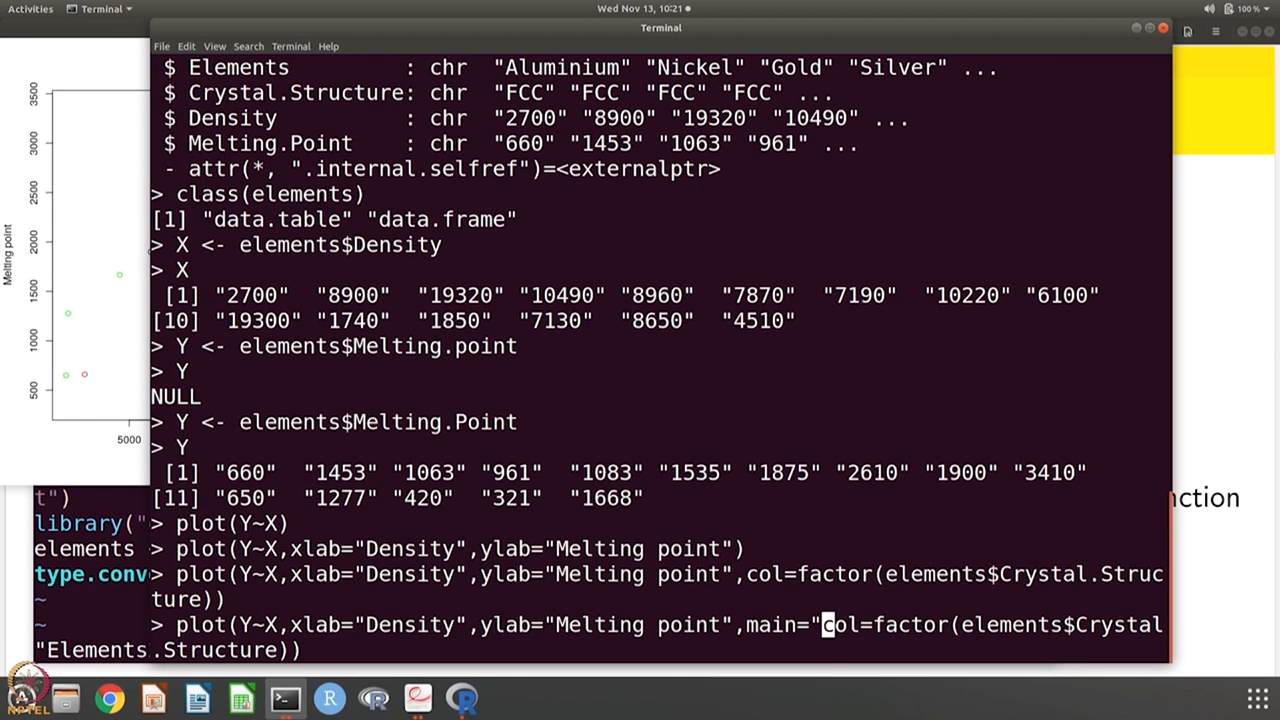 Activities Terminal Wed Nov 13, 10:21 100 %
Terminal
File Edit View Search Terminal Help
$ Elements : chr "Aluminium" "Nickel" "Gold" "Silver" ...
$ Crystal.Structure: chr "FCC" "FCC" "FCC" "FCC" ...
$ Density : chr "2700" "8900" "19320" "10490" ...
$ Melting.Point : chr "660" "1453" "1063" "961" ...
- attr(*, ".internal.selfref")=<externalptr>
> class(elements)
[1] "data.table" "data.frame"
> X <- elements$Density
> X
[1] "2700" "8900" "19320" "10490" "8960" "7870" "7190" "10220" "6100"
[10] "19300" "1740" "1850" "7130" "8650" "4510"
> Y <- elements$Melting.point
> Y
NULL
> Y <- elements$Melting.Point
> Y
[1] "660" "1453" "1063" "961" "1083" "1535" "1875" "2610" "1900" "3410"
[11] "650" "1277" "420" "321" "1668"
> plot(Y~X)
> plot(Y~X,xlab="Density",ylab="Melting point")
> plot(Y~X,xlab="Density",ylab="Melting point",col=factor(elements$Crystal.Struc
ture))
> plot(Y~X,xlab="Density",ylab="Melting point",main="col=factor(elements$Crystal
"Elements.Structure))
3500
3000
2500
2000
1500
1000
500
Melting point
5000
t")
library("
elements
type.conv
~
~
nction
NPTEL